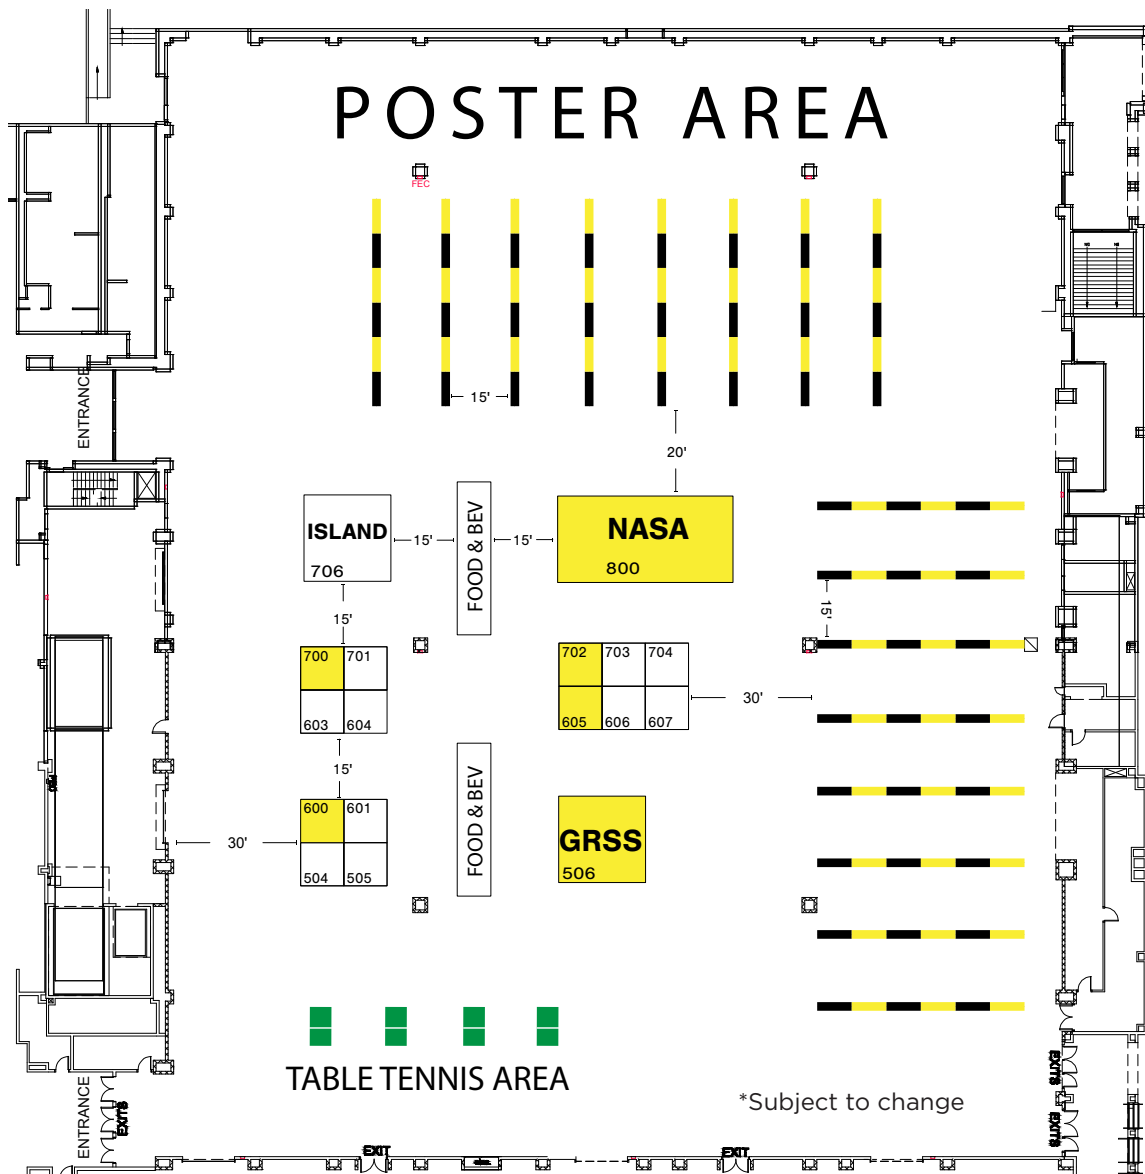 POSTER AREA
FEC
15'
ENTRANCE
20'
ISLAND
706
15'
FOOD & BEV
15'
NASA
800
15'
15'
700 701
603 604
702 703 704
605 606 607
30'
15'
600 601
504 505
30'
FOOD & BEV
GRSS
506
TABLE TENNIS AREA
*Subject to change
ENTRANCE
EXITS
EXITS
EXITS
EXIT
EXIT